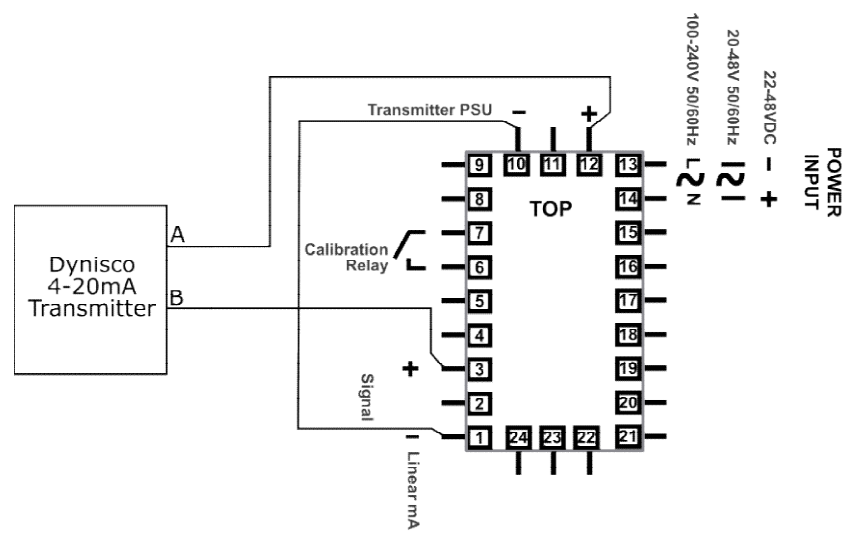 100-240V 50/60Hz
20-48V 50/60Hz
22-48VDC
POWER
INPUT
Transmitter PSU
-
+
9
10
11
12
13
L
-
8
TOP
14
N
+
A
7
15
Calibration
Relay
6
16
Dynisco
4-20mA
Transmitter
B
5
17
4
18
+
3
19
Signal
2
20
-
1
24
23
22
21
Linear mA